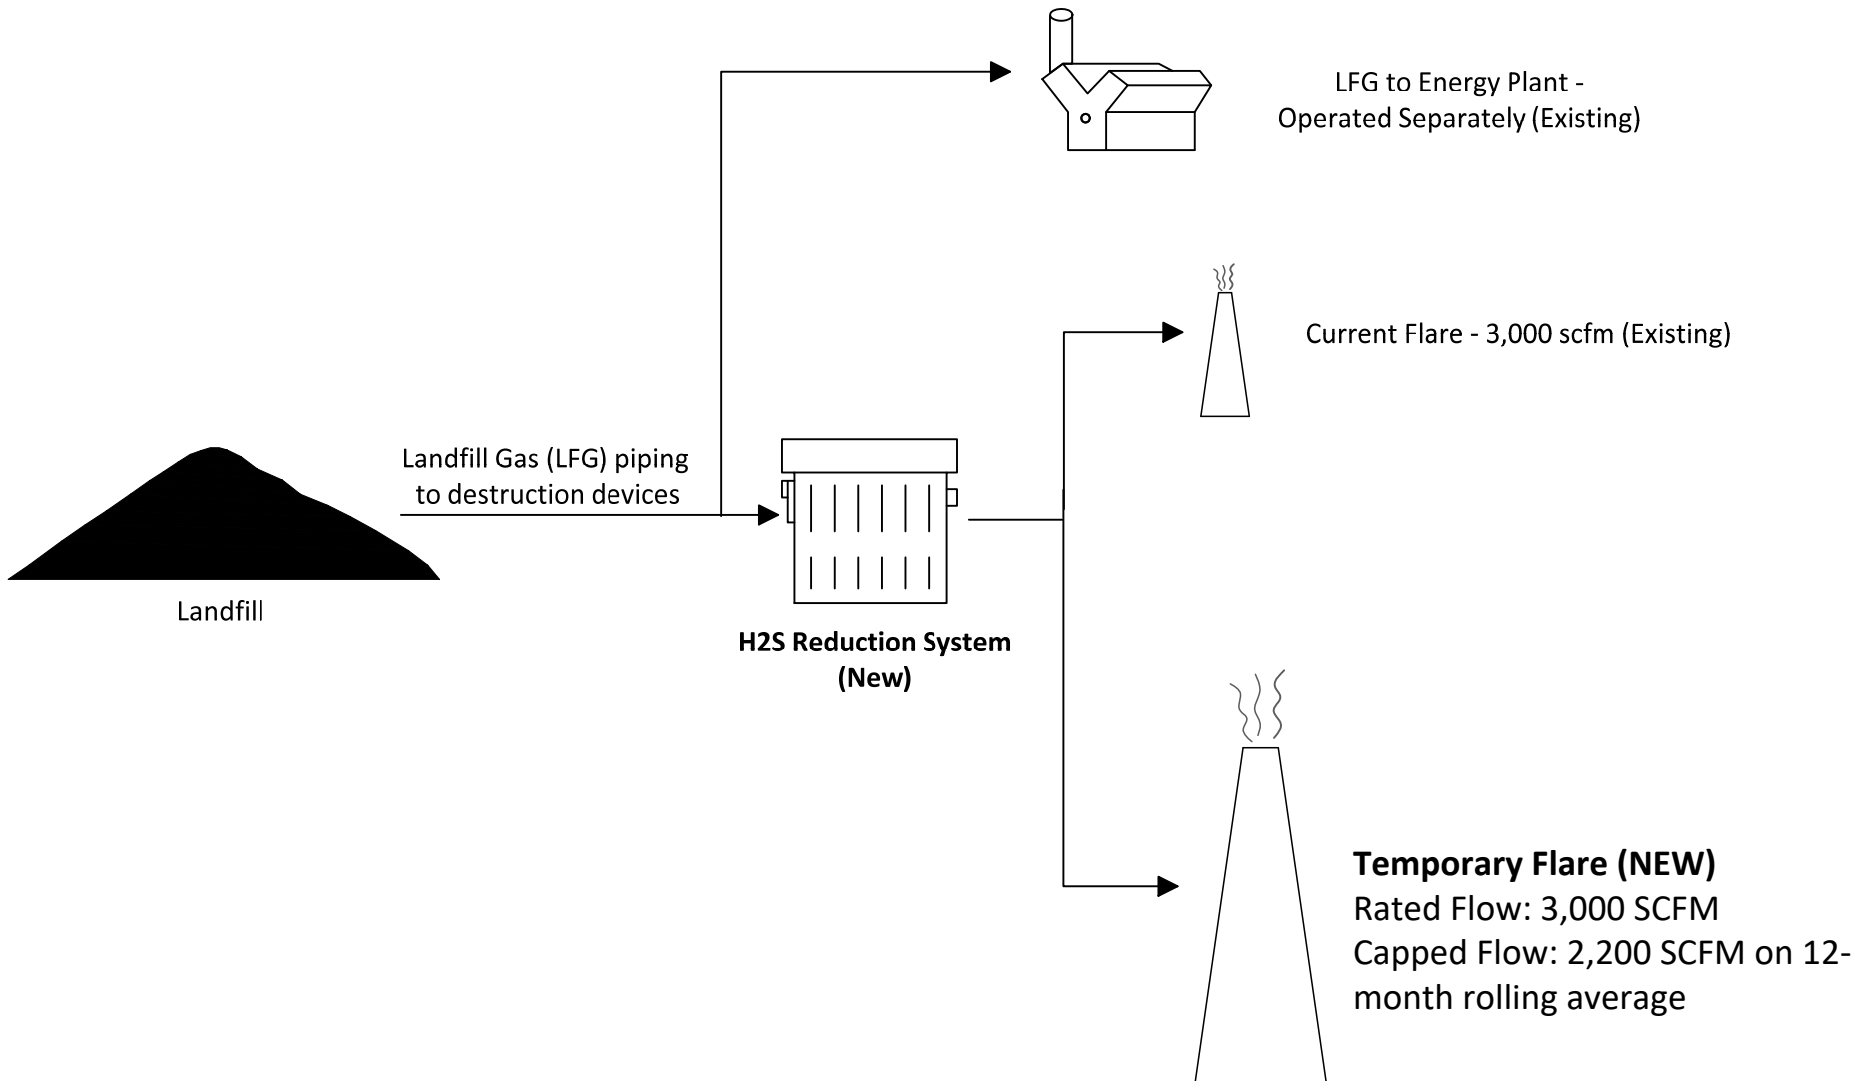 LFG to Energy Plant -
Operated Separately (Existing)
Current Flare - 3,000 scfm (Existing)
Landfill Gas (LFG) piping
to destruction devices
Landfill
H2S Reduction System
(New)
Temporary Flare (NEW)
Rated Flow: 3,000 SCFM
Capped Flow: 2,200 SCFM on 12-
month rolling average